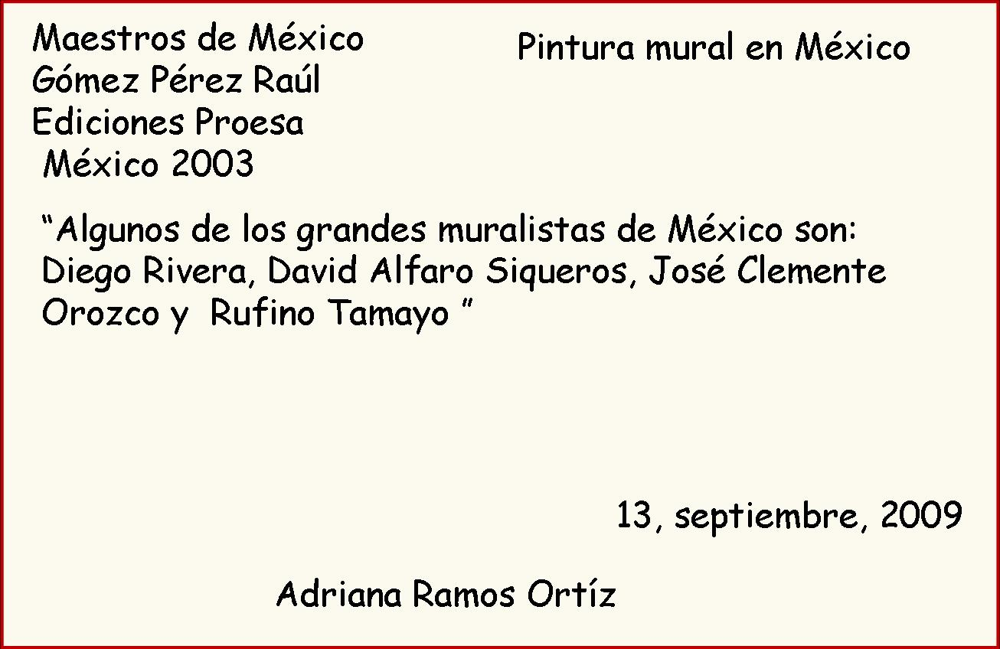 Maestros de México
Pintura mural en México
Gómez Pérez Raúl
Ediciones Proesa
México 2003
“Algunos de los grandes muralistas de México son:
Diego Rivera, David Alfaro Siqueros, José Clemente
Orozco y Rufino Tamayo ”
13, septiembre, 2009
Adriana Ramos Ortíz